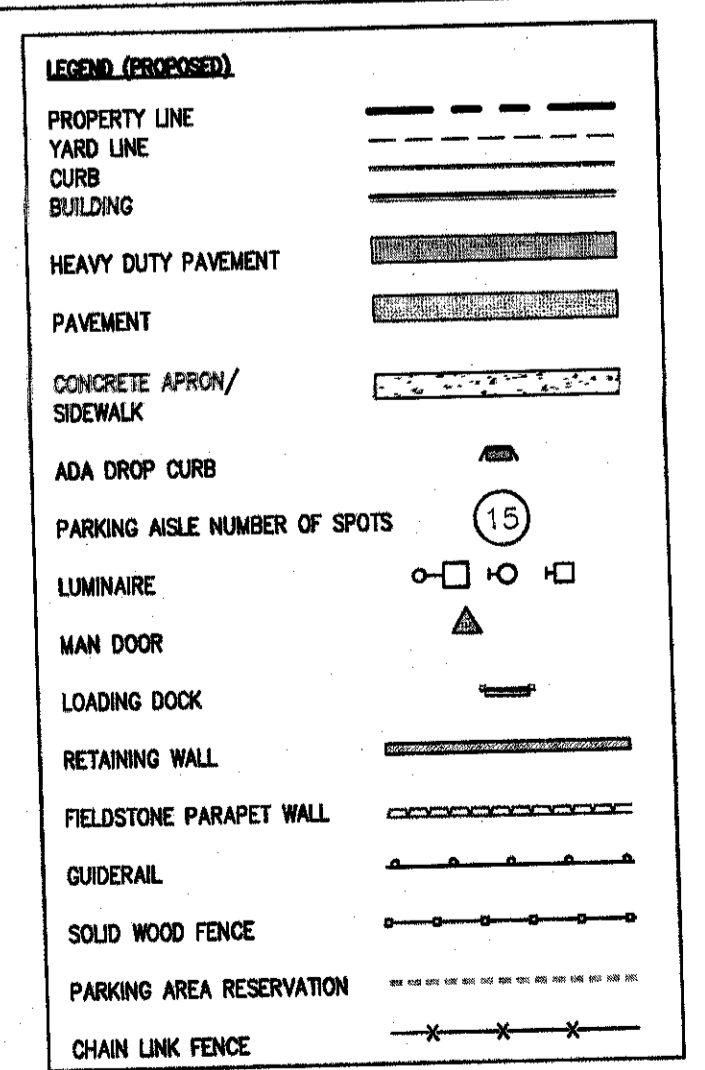 LEGEND (PROPOSED)
PROPERTY LINE
YARD LINE
CURB
BUILDING
HEAVY DUTY PAVEMENT
PAVEMENT
CONCRETE APRON/
SIDEWALK
ADA DROP CURB
PARKING AISLE NUMBER OF SPOTS 15
LUMINAIRE
MAN DOOR
LOADING DOCK
RETAINING WALL
FIELDSTONE PARAPET WALL
GUIDERAIL
SOLID WOOD FENCE
PARKING AREA RESERVATION
CHAIN LINK FENCE